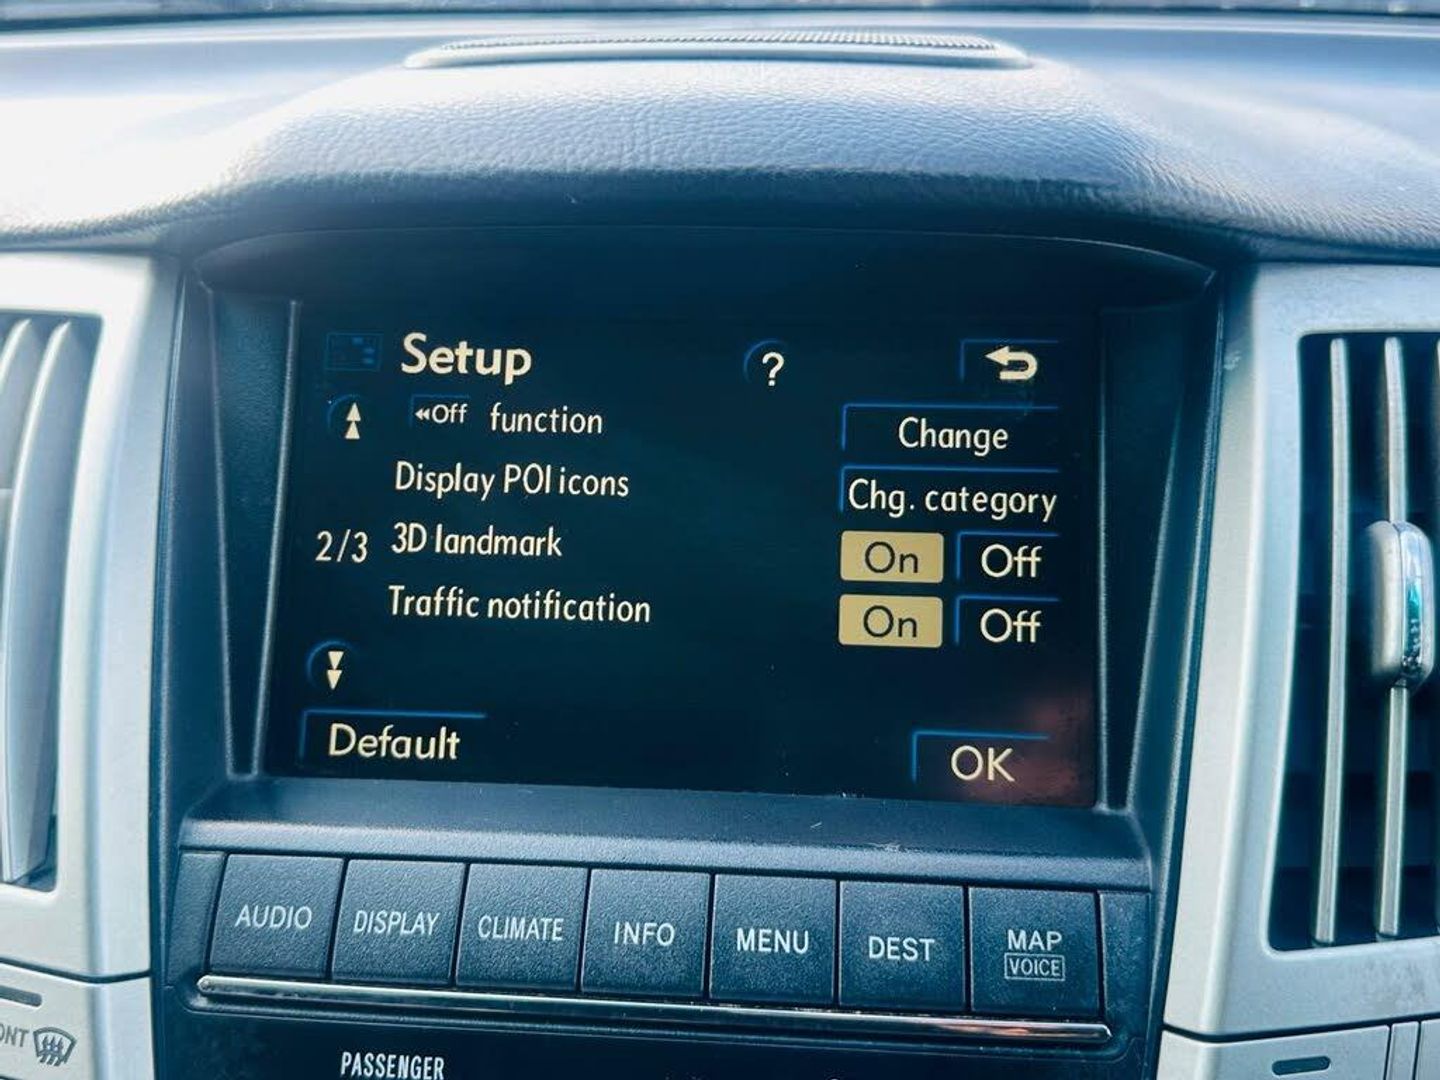 Setup ?
◂◂Off function Change
Display POI icons Chg. category
2/3 3D landmark On Off
Traffic notification On Off
Default OK
AUDIO DISPLAY CLIMATE INFO MENU DEST MAP
VOICE
PASSENGER